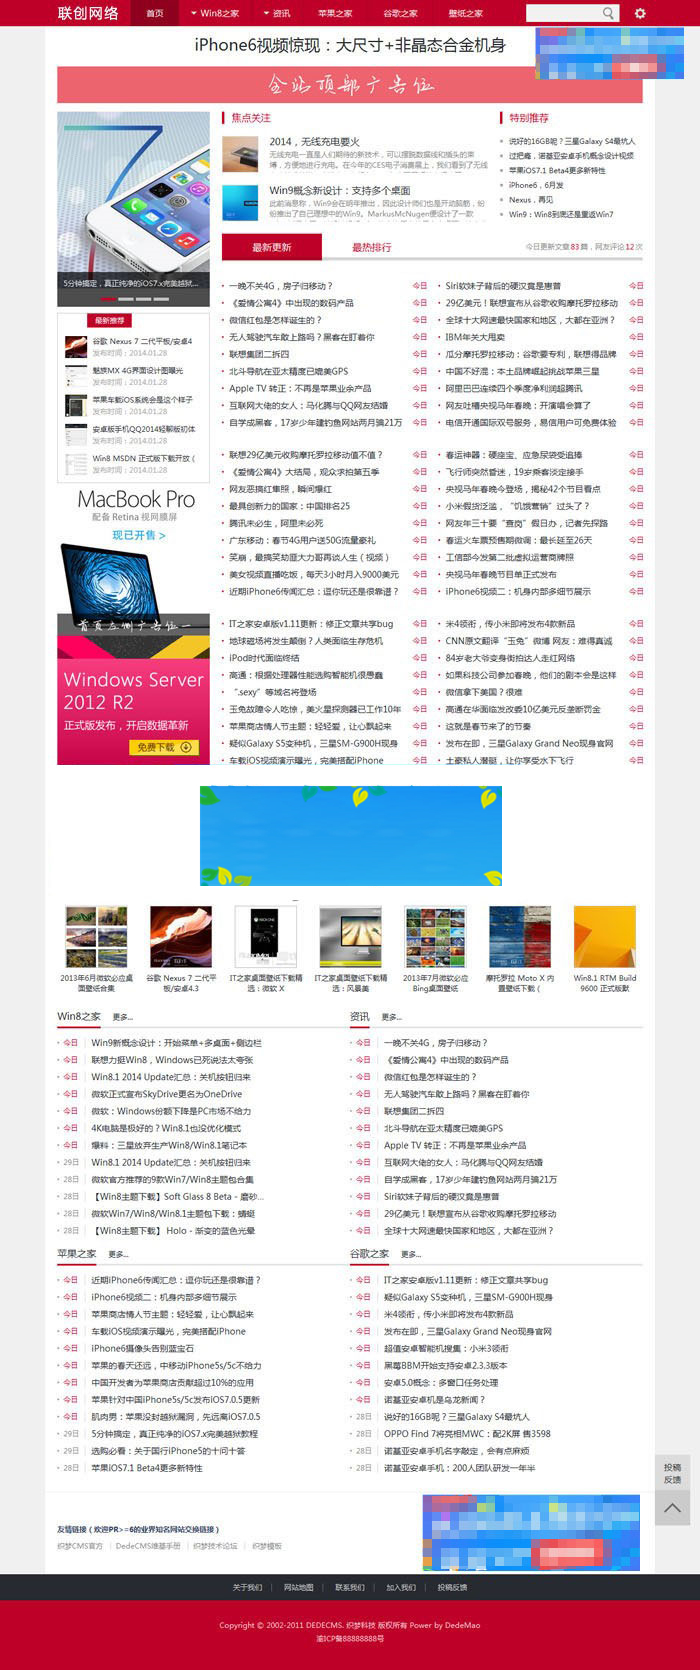 联创网络
首页
Win8之家
资讯
苹果之家
谷歌之家
壁纸之家
iPhone6视频惊现：大尺寸+非晶态合金机身
全站顶部广告位
5分钟搞定，真正纯净的iOS7.x完美越狱...
焦点关注
2014，无线充电要火
无线充电一直是人们期待的新技术，可以摆脱数据线和插头的束
缚，方便地进行充电。在今年的CES电子消费展上，我们看到了无线
Win9概念新设计：支持多个桌面
此前消息称，Win9会在明年推出，因此设计师们也是开动脑筋，纷
纷推出了自己理想中的Win9。MarkusMcNugen便设计了一款
特别推荐
说好的16GB呢？三星Galaxy S4最坑人
过把瘾，诺基亚安卓手机概念设计视频
苹果iOS7.1 Beta4更多新特性
iPhone6，6月发
Nexus，再见
Win9：Win8到底还是重返Win7
最新更新
最热排行
今日更新文章 83 篇，网友评论 12 次
一晚不关4G，房子归移动？ 今日
《爱情公寓4》中出现的数码产品 今日
微信红包是怎样诞生的？ 今日
无人驾驶汽车敢上路吗？黑客在盯着你 今日
联想集团二拆四 今日
北斗导航在亚太精度已媲美GPS 今日
Apple TV 转正：不再是苹果业余产品 今日
互联网大佬的女人：马化腾与QQ网友结婚 今日
自学成黑客，17岁少年建钓鱼网站两月骗21万 今日
Siri软妹子背后的硬汉竟是惠普 今日
29亿美元！联想宣布从谷歌收购摩托罗拉移动 今日
全球十大网速最快国家和地区，大都在亚洲？ 今日
IBM年关大甩卖 今日
瓜分摩托罗拉移动：谷歌要专利，联想得品牌 今日
中国不好混：本土品牌崛起挑战苹果三星 今日
阿里巴巴连续四个季度净利润超腾讯 今日
网友吐槽央视马年春晚：开演唱会算了 今日
电信开通国际双号服务，易信用户可免费体验 今日
联想29亿美元收购摩托罗拉移动值不值？ 今日
《爱情公寓4》大结局，观众求拍第五季 今日
网友恶搞红隼照，瞬间爆红 今日
最具创新力的国家：中国排名25 今日
腾讯未必生，阿里未必死 今日
广东移动：春节4G用户送50G流量豪礼 今日
笑崩，最搞笑劫匪大力哥再谈人生（视频） 今日
美女视频直播吃饭，每天3小时月入9000美元 今日
近期iPhone6传闻汇总：逗你玩还是很靠谱？ 今日
春运神器：硬座宝、应急尿袋受追捧 今日
飞行师突然昏迷，19岁乘客淡定接手 今日
央视马年春晚今登场，揭秘42个节目看点 今日
小米假货泛滥，“饥饿营销”过头了？ 今日
网友年三十要“查岗”假日办，记者先探路 今日
春运火车票预售期微调：最长延至26天 今日
工信部今发第二批虚拟运营商牌照 今日
央视马年春晚节目单正式发布 今日
iPhone6视频二：机身内部多细节展示 今日
IT之家安卓版v1.11更新：修正文章共享bug 今日
地球磁场将发生颠倒？人类面临生存危机 今日
iPod时代面临终结 今日
高通：根据处理器性能选购智能机很愚蠢 今日
“.sexy”等域名将登场 今日
玉兔故障令人吃惊，美火星探测器已工作10年 今日
苹果商店情人节主题：轻轻爱，让心飘起来 今日
疑似Galaxy S5变种机，三星SM-G900H现身 今日
车载iOS视频演示曝光，完美搭配iPhone 今日
米4领衔，传小米即将发布4款新品 今日
CNN原文翻译“玉兔”微博 网友：难得真诚 今日
84岁老大爷变身街拍达人走红网络 今日
如果科技公司参加春晚，他们的剧本会是这样 今日
微信拿下美国？很难 今日
高通在华面临发改委10亿美元反垄断罚金 今日
这就是春节来了的节奏 今日
发布在即，三星Galaxy Grand Neo现身官网 今日
土豪私人潜艇，让你享受水下飞行 今日
最新推荐
谷歌 Nexus 7 二代平板/安卓4
发布时间：2014.01.28
魅族MX 4G界面设计图曝光
发布时间：2014.01.28
苹果车载iOS系统会是这个样子
发布时间：2014.01.28
安卓版手机QQ2014轻聊版初体
发布时间：2014.01.28
Win8 MSDN 正式版下载开放（
发布时间：2014.01.28
MacBook Pro
配备 Retina 视网膜屏
现已开售 >
首页左侧广告位一
Windows Server
2012 R2
正式版发布，开启数据革新
免费下载
2013年6月微软必应桌
面壁纸合集
谷歌 Nexus 7 二代平
板/安卓4.3
IT之家桌面壁纸下载精
选：微软 X
IT之家桌面壁纸下载精
选：风景美
2013年7月微软必应
Bing桌面壁纸
摩托罗拉 Moto X 内
置壁纸下载（
Win8.1 RTM Build
9600 正式版默
Win8之家 更多...
今日 Win9新概念设计：开始菜单+多桌面+侧边栏
今日 联想力挺Win8，Windows已死说法太夸张
今日 Win8.1 2014 Update汇总：关机按钮归来
今日 微软正式宣布SkyDrive更名为OneDrive
今日 微软：Windows份额下降是PC市场不给力
今日 4K电脑是极好的？Win8.1也没优化模式
今日 爆料：三星放弃生产Win8/Win8.1笔记本
29日 Win8.1 2014 Update汇总：关机按钮归来
28日 微软官方推荐的9款Win7/Win8主题包合集
28日 【Win8主题下载】Soft Glass 8 Beta - 磨砂...
28日 微软Win7/Win8/Win8.1主题包下载：蜻蜓
28日 【Win8主题下载】 Holo - 渐变的蓝色光晕
资讯 更多...
今日 一晚不关4G，房子归移动？
今日 《爱情公寓4》中出现的数码产品
今日 微信红包是怎样诞生的？
今日 无人驾驶汽车敢上路吗？黑客在盯着你
今日 联想集团二拆四
今日 北斗导航在亚太精度已媲美GPS
今日 Apple TV 转正：不再是苹果业余产品
今日 互联网大佬的女人：马化腾与QQ网友结婚
今日 自学成黑客，17岁少年建钓鱼网站两月骗21万
今日 Siri软妹子背后的硬汉竟是惠普
今日 29亿美元！联想宣布从谷歌收购摩托罗拉移动
今日 全球十大网速最快国家和地区，大都在亚洲？
苹果之家 更多...
今日 近期iPhone6传闻汇总：逗你玩还是很靠谱？
今日 iPhone6视频二：机身内部多细节展示
今日 苹果商店情人节主题：轻轻爱，让心飘起来
今日 车载iOS视频演示曝光，完美搭配iPhone
今日 iPhone6摄像头告别蓝宝石
今日 苹果的春天还远，中移动iPhone5s/5c不给力
今日 中国开发者为苹果商店贡献超过10%的应用
今日 苹果针对中国iPhone5s/5c发布iOS7.0.5更新
今日 肌肉男：苹果没封越狱漏洞，先远离iOS7.0.5
29日 5分钟搞定，真正纯净的iOS7.x完美越狱教程
29日 选购必看：关于国行iPhone5的十问十答
28日 苹果iOS7.1 Beta4更多新特性
谷歌之家 更多...
今日 IT之家安卓版v1.11更新：修正文章共享bug
今日 疑似Galaxy S5变种机，三星SM-G900H现身
今日 米4领衔，传小米即将发布4款新品
今日 发布在即，三星Galaxy Grand Neo现身官网
今日 超值安卓智能机搜集：小米3领衔
今日 黑莓BBM开始支持安卓2.3.3版本
今日 安卓5.0概念：多窗口任务处理
今日 诺基亚安卓机是乌龙新闻？
28日 说好的16GB呢？三星Galaxy S4最坑人
28日 OPPO Find 7将亮相MWC：配2K屏 售3598
28日 诺基亚安卓手机名字敲定，会有点麻烦
28日 诺基亚安卓手机：200人团队研发一年半
投稿
反馈
友情链接（欢迎PR>=6的业界知名网站交换链接）
织梦CMS官方
DedeCMS维基手册
织梦技术论坛
织梦模板
关于我们
网站地图
联系我们
加入我们
投稿反馈
Copyright © 2002-2011 DEDECMS. 织梦科技 版权所有 Power by DedeMao
渝ICP备88888888号